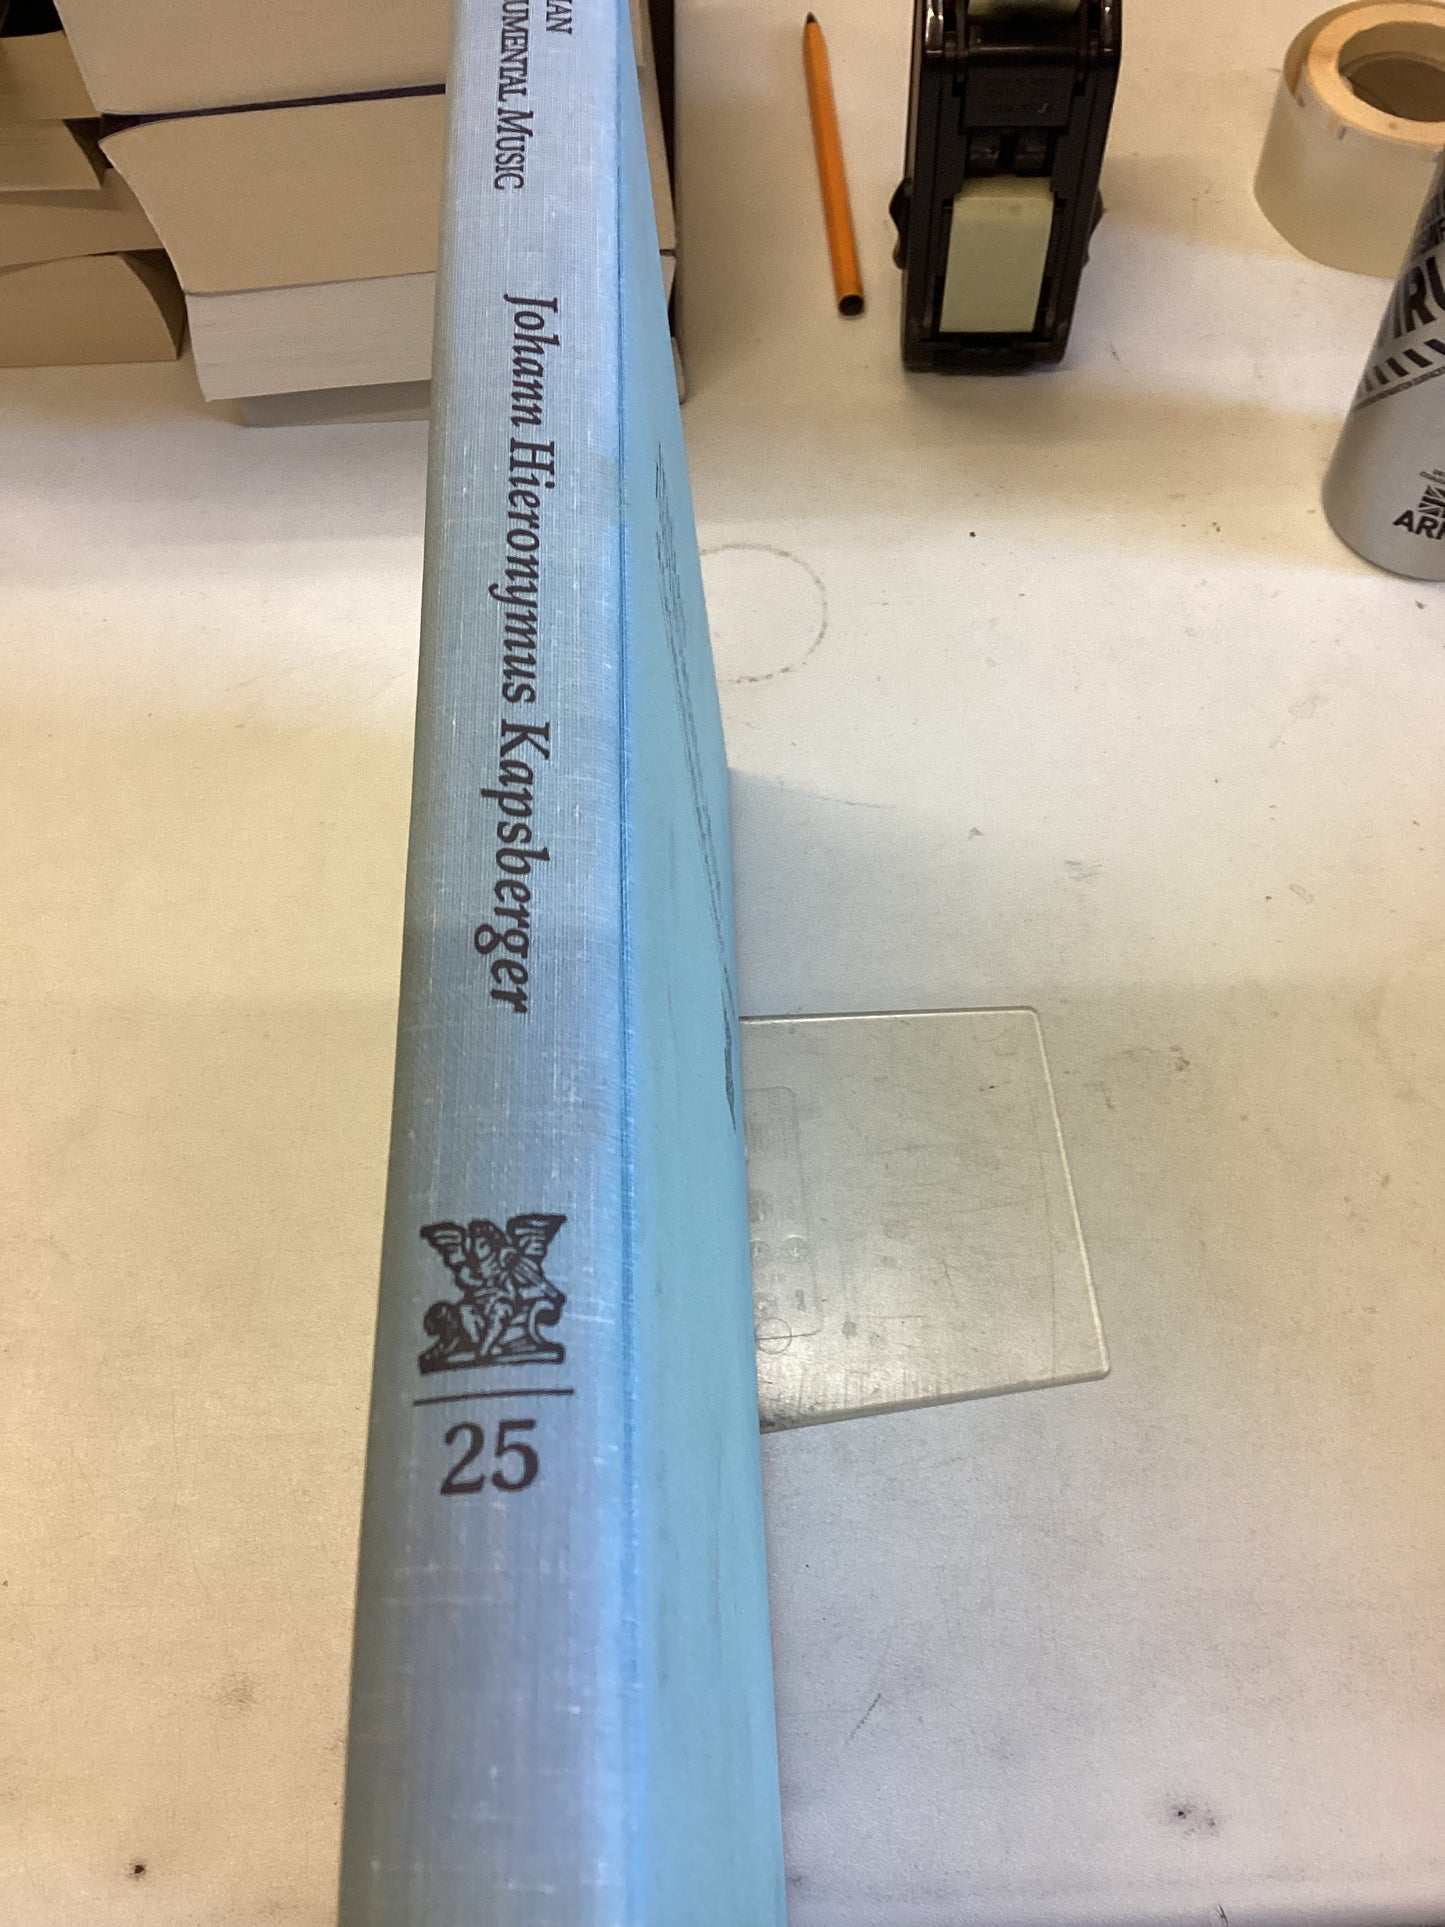 IAN
UMENTAL MUSIC
Johann Hieronymus Kapsberger
25